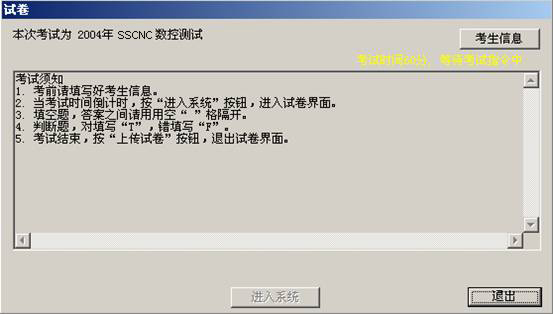 试卷
本次考试为 2004年 SSCNC 数控测试
考生信息
考试时间60分，等待考试指令中
考试须知
1. 考前请填写好考生信息。
2. 当考试时间倒计时，按“进入系统”按钮，进入试卷界面。
3. 填空题，答案之间请用用空“ ”格隔开。
4. 判断题，对填写“T”，错填写“F”。
5. 考试结束，按“上传试卷”按钮，退出试卷界面。
进入系统
退出